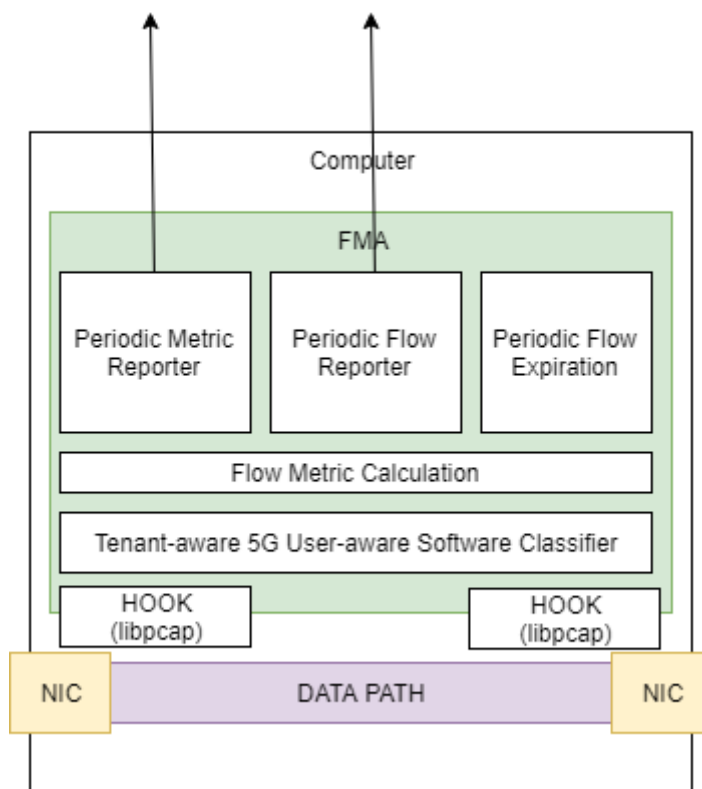 Computer
FMA
Periodic Metric
Reporter
Periodic Flow
Reporter
Periodic Flow
Expiration
Flow Metric Calculation
Tenant-aware 5G User-aware Software Classifier
HOOK
(libpcap)
HOOK
(libpcap)
NIC
DATA PATH
NIC